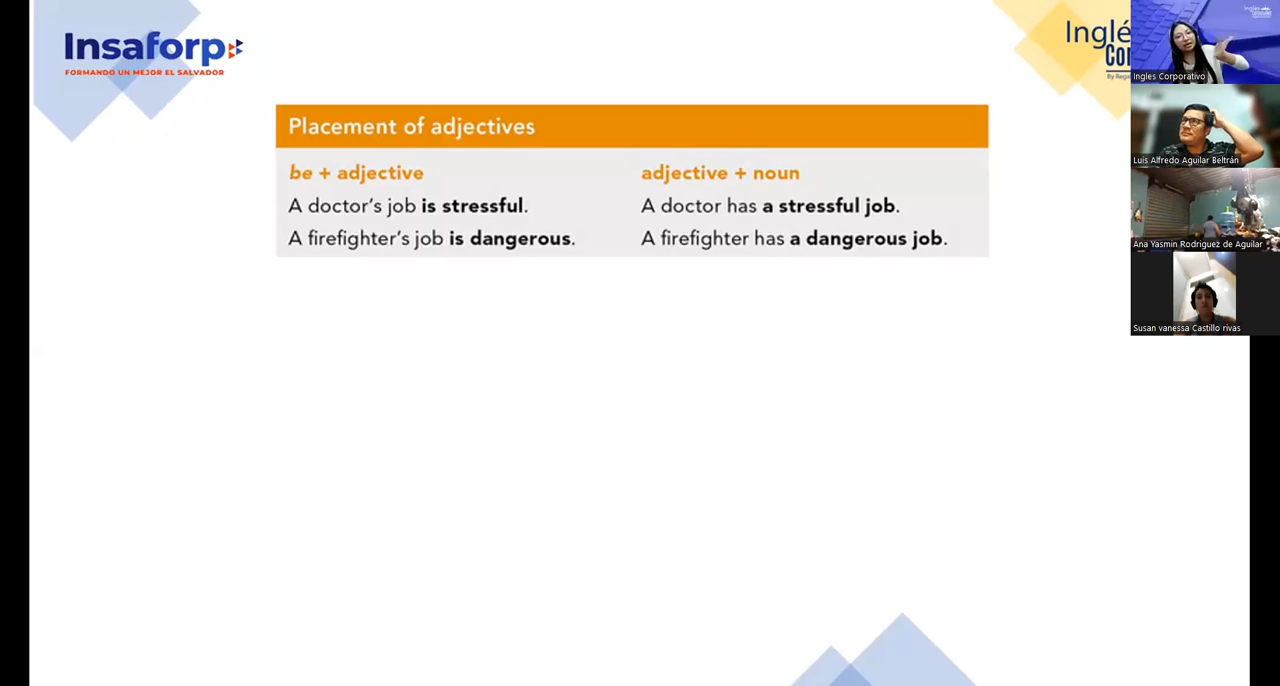 Insaforp
FORMANDO UN MEJOR EL SALVADOR
Placement of adjectives
be + adjective
A doctor's job is stressful.
A firefighter's job is dangerous.
adjective + noun
A doctor has a stressful job.
A firefighter has a dangerous job.
Ingles Corporativo
Luis Alfredo Aguilar Beltrán
Ana Yasmin Rodriguez de Aguilar
Susan vanessa Castillo rivas